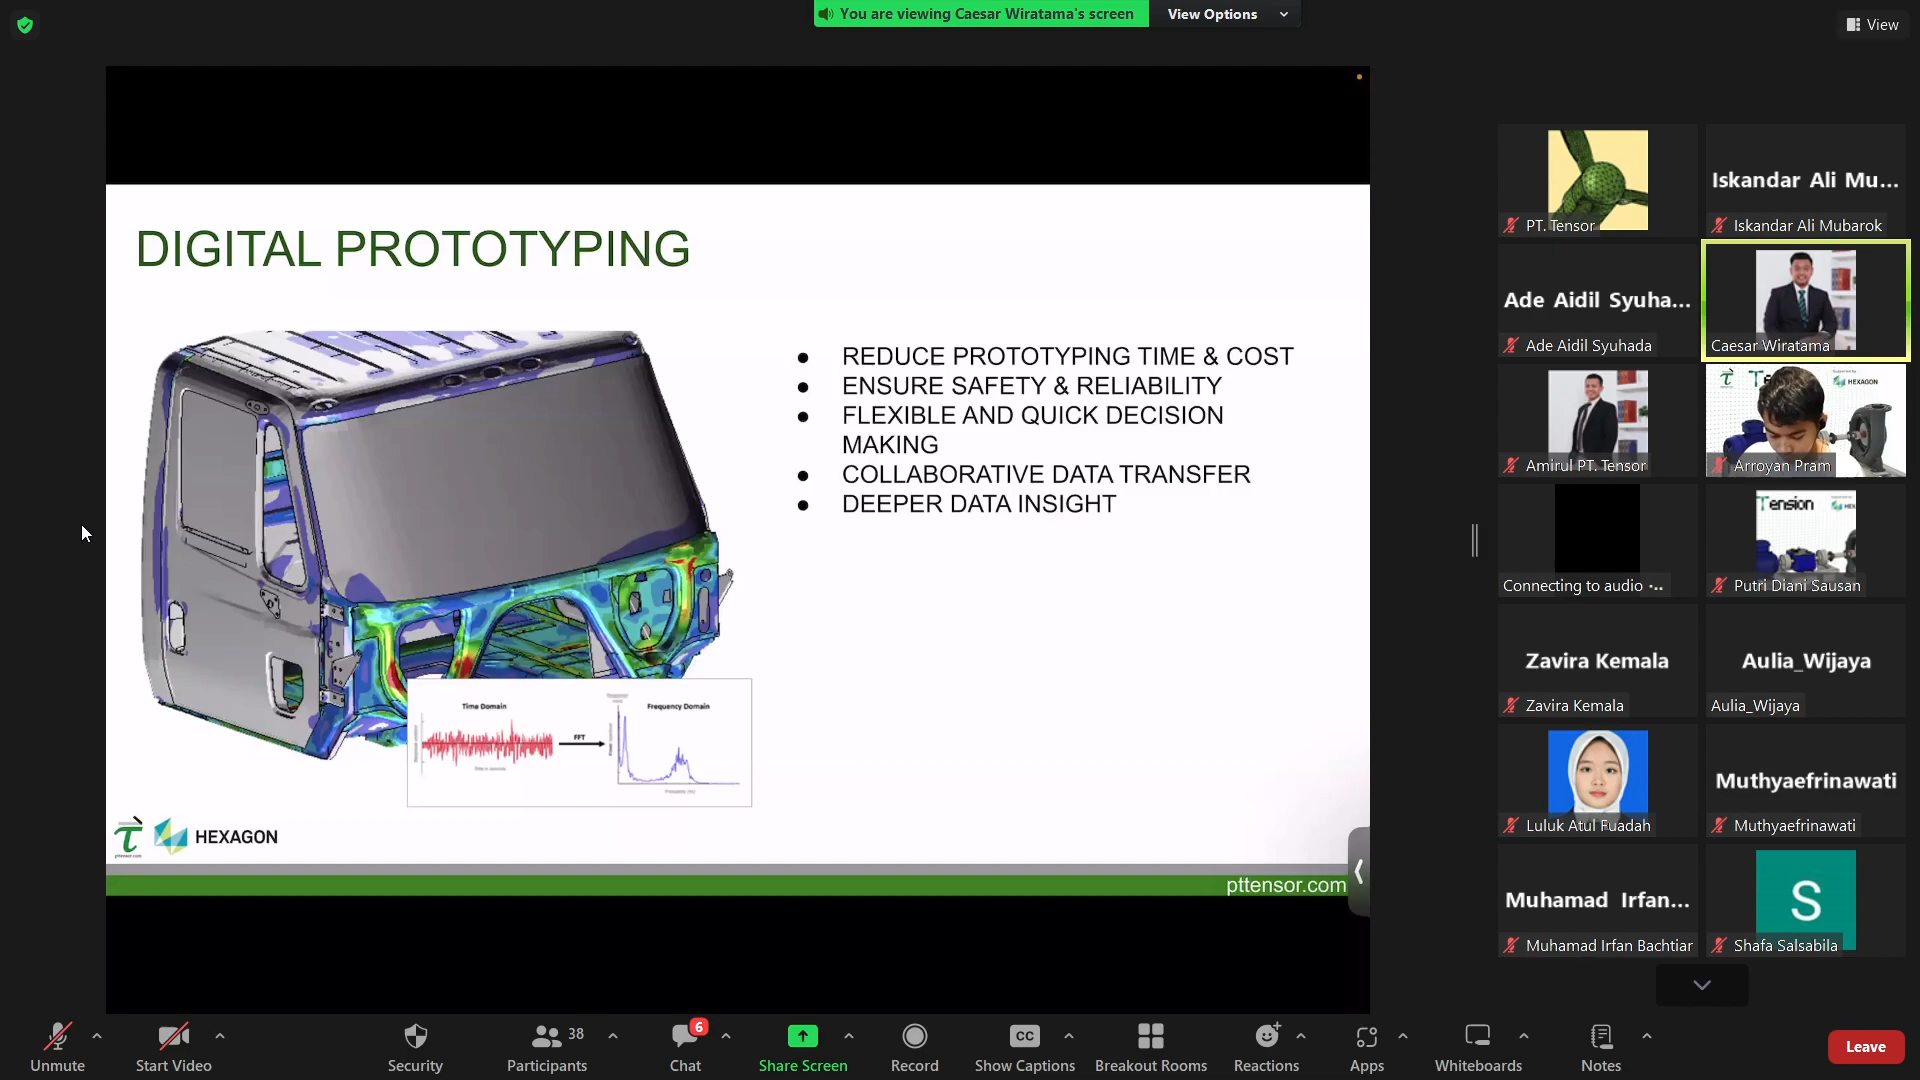 You are viewing Caesar Wiratama's screen
View Options
View
DIGITAL PROTOTYPING
● REDUCE PROTOTYPING TIME & COST
● ENSURE SAFETY & RELIABILITY
● FLEXIBLE AND QUICK DECISION
MAKING
● COLLABORATIVE DATA TRANSFER
● DEEPER DATA INSIGHT
Time Domain
FFT
Frequency Domain
HEXAGON
pttensor.com
PT. Tensor
Iskandar Ali Mu...
Iskandar Ali Mubarok
Ade Aidil Syuha...
Ade Aidil Syuhada
Caesar Wiratama
Amirul PT. Tensor
HEXAGON
Arroyan Pram
Connecting to audio ·..
Tension
Putri Diani Sausan
Zavira Kemala
Zavira Kemala
Aulia_Wijaya
Aulia_Wijaya
Luluk Atul Fuadah
Muthyaefrinawati
Muthyaefrinawati
Muhamad Irfan...
Muhamad Irfan Bachtiar
S
Shafa Salsabila
Unmute
Start Video
Security
38
Participants
6
Chat
Share Screen
Record
CC
Show Captions
Breakout Rooms
Reactions
Apps
Whiteboards
Notes
Leave